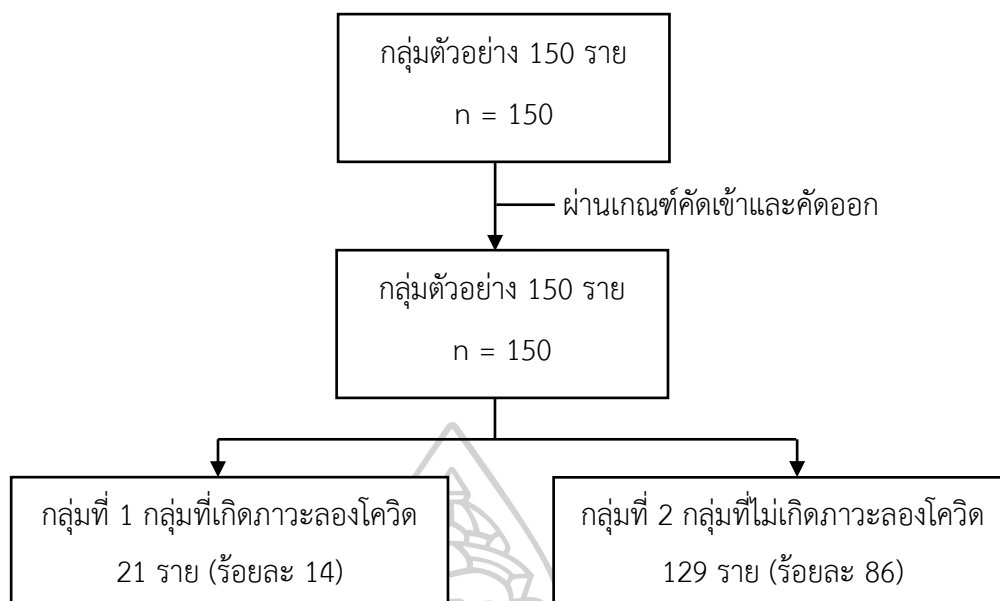 กลุ่มตัวอย่าง 150 ราย
n = 150
ผ่านเกณฑ์คัดเข้าและคัดออก
กลุ่มตัวอย่าง 150 ราย
n = 150
กลุ่มที่ 1 กลุ่มที่เกิดภาวะลองโควิด
21 ราย (ร้อยละ 14)
กลุ่มที่ 2 กลุ่มที่ไม่เกิดภาวะลองโควิด
129 ราย (ร้อยละ 86)